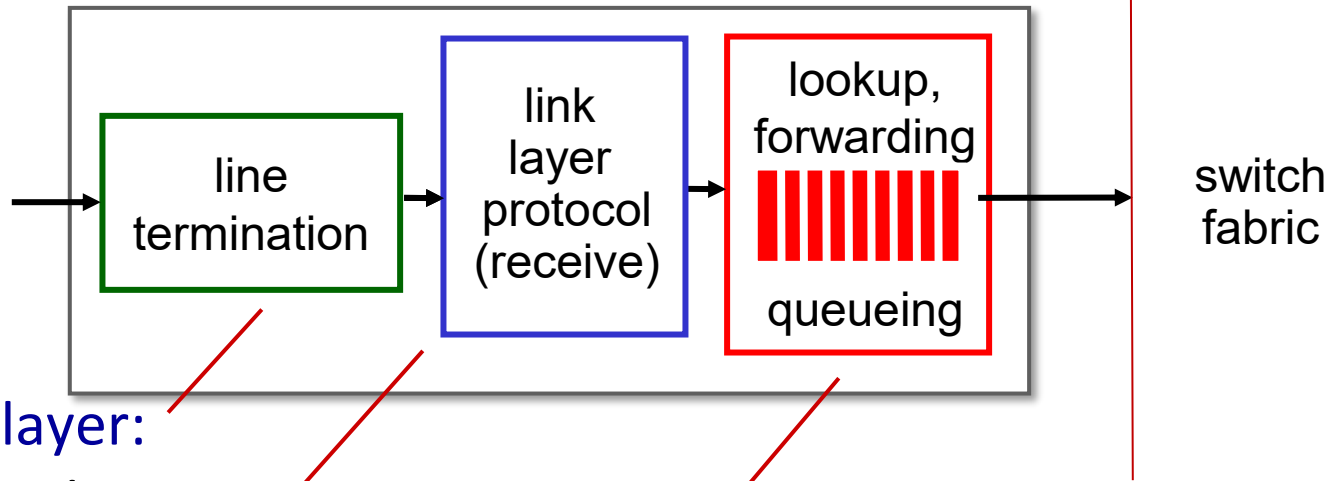 line
termination
link
layer
protocol
(receive)
lookup,
forwarding
queueing
switch
fabric
layer: